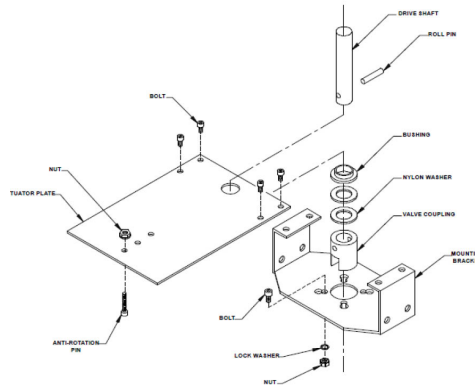 DRIVE SHAFT
ROLL PIN
BOLT
BUSHING
NUT
NYLON WASHER
TUATOR PLATE
VALVE COUPLING
MOUNTI
BRACK
BOLT
ANTI-ROTATION
PIN
LOCK WASHER
NUT